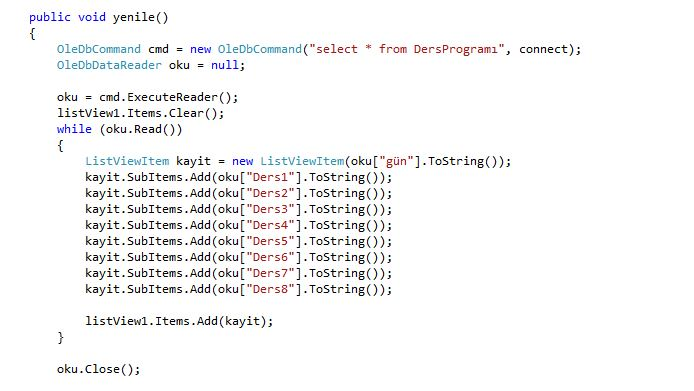 public void yenile()
{
OleDbCommand cmd = new OleDbCommand("select * from DersProgramı", connect);
OleDbDataReader oku = null;
oku = cmd.ExecuteReader();
listView1.Items.Clear();
while (oku.Read())
{
ListViewItem kayit = new ListViewItem(oku["gün"].ToString());
kayit.SubItems.Add(oku["Ders1"].ToString());
kayit.SubItems.Add(oku["Ders2"].ToString());
kayit.SubItems.Add(oku["Ders3"].ToString());
kayit.SubItems.Add(oku["Ders4"].ToString());
kayit.SubItems.Add(oku["Ders5"].ToString());
kayit.SubItems.Add(oku["Ders6"].ToString());
kayit.SubItems.Add(oku["Ders7"].ToString());
kayit.SubItems.Add(oku["Ders8"].ToString());
listView1.Items.Add(kayit);
}
oku.Close();